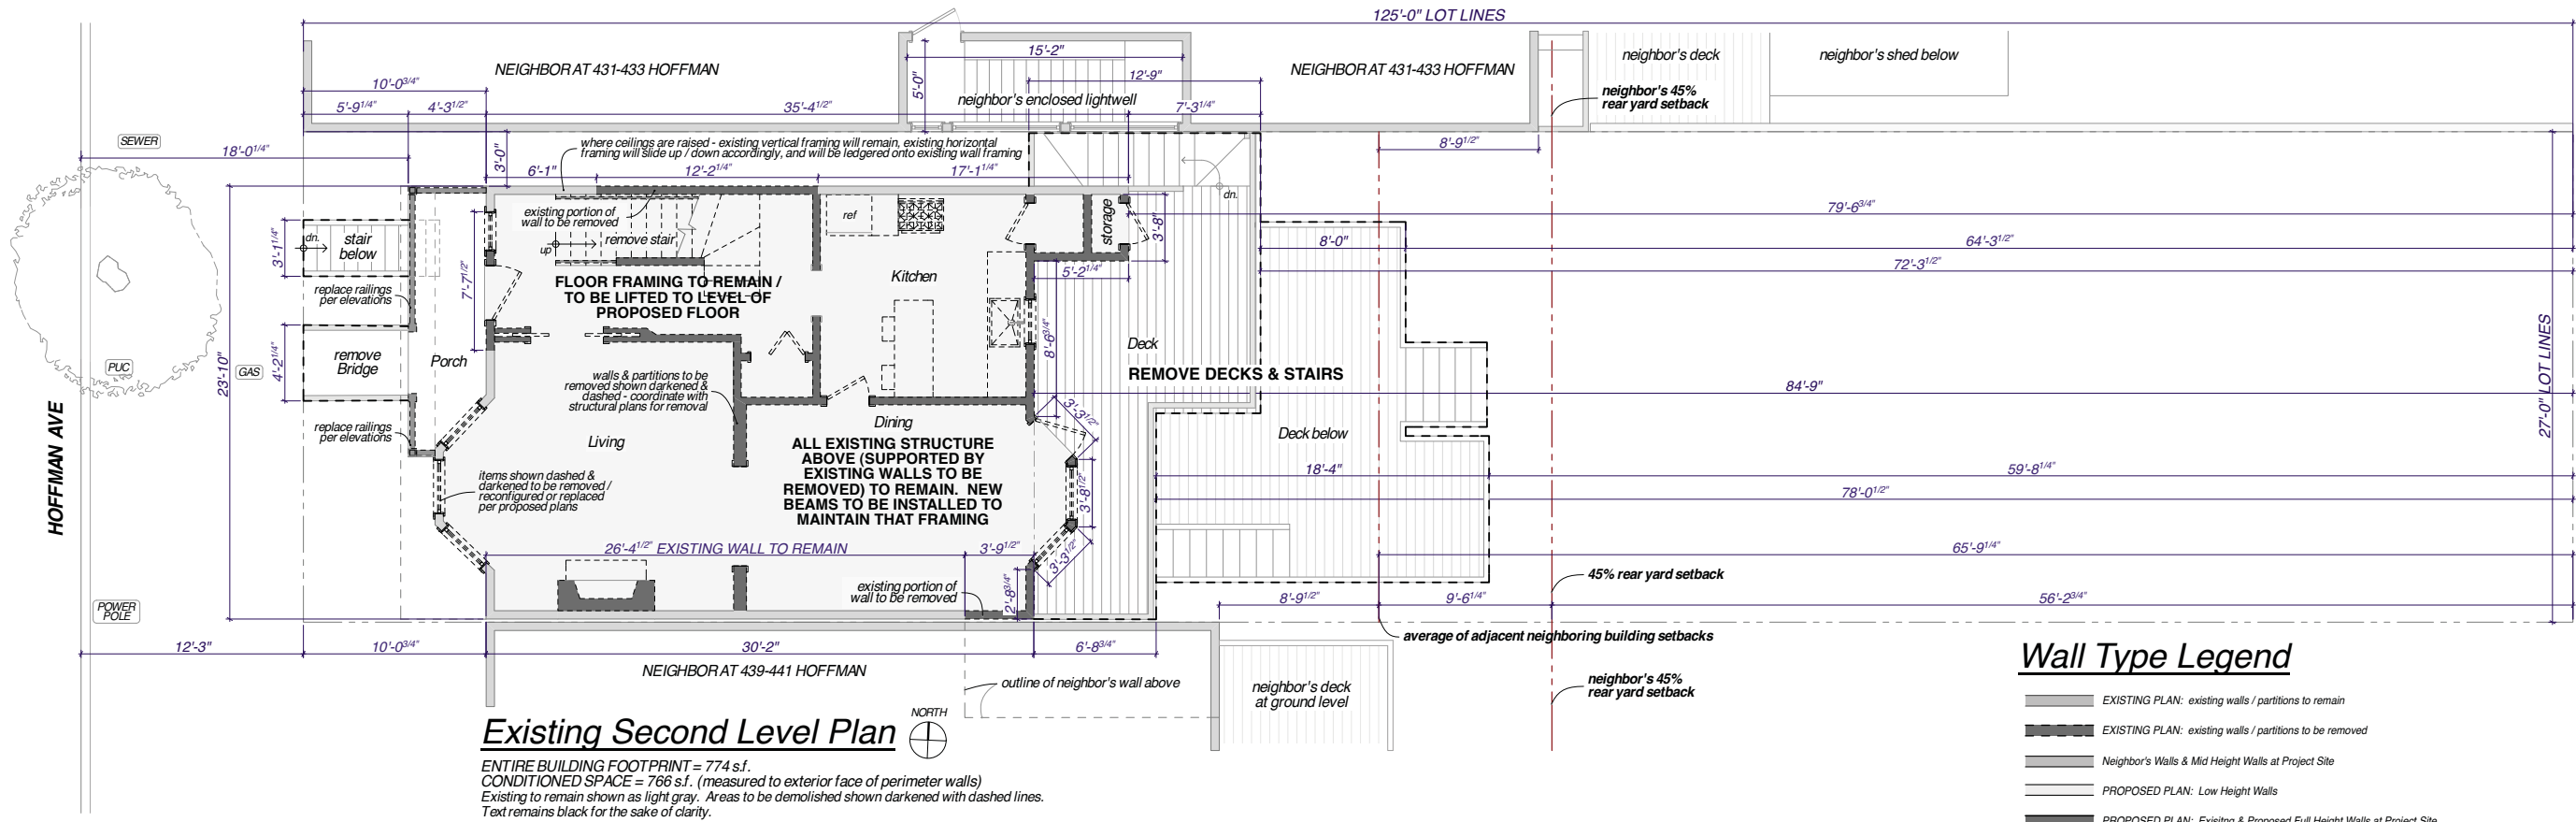 125'-0" LOT LINES
NEIGHBOR AT 431-433 HOFFMAN
15'-2"
NEIGHBOR AT 431-433 HOFFMAN
neighbor's deck
neighbor's shed below
10'-0 3/4"
5'-0"
12'-9"
5'-9 1/4"
4'-3 1/2"
35'-4 1/2"
neighbor's enclosed lightwell
7'-3 1/4"
neighbor's 45%
rear yard setback
SEWER
18'-0 1/4"
3'-0"
where ceilings are raised - existing vertical framing will remain, existing horizontal
framing will slide up / down accordingly, and will be ledgered onto existing wall framing
8'-9 1/2"
6'-1"
12'-2 1/4"
17'-1 1/4"
dn.
existing portion of
wall to be removed
ref
storage
3'-8"
79'-6 3/4"
3'-1 1/4"
dn.
stair
below
up
remove stair
8'-0"
64'-3 1/2"
7'-7 1/2"
Kitchen
5'-2 1/4"
72'-3 1/2"
replace railings
per elevations
FLOOR FRAMING TO REMAIN /
TO BE LIFTED TO LEVEL OF
PROPOSED FLOOR
8'-6 3/4"
Deck
23'-10"
4'-2 1/4"
remove
Bridge
Porch
PUC
GAS
walls & partitions to be
removed shown darkened &
dashed - coordinate with
structural plans for removal
REMOVE DECKS & STAIRS
84'-9"
27'-0" LOT LINES
HOFFMAN AVE
replace railings
per elevations
Living
Dining
3'-3 1/2"
Deck below
ALL EXISTING STRUCTURE
ABOVE (SUPPORTED BY
EXISTING WALLS TO BE
REMOVED) TO REMAIN. NEW
BEAMS TO BE INSTALLED TO
MAINTAIN THAT FRAMING
items shown dashed &
darkened to be removed /
reconfigured or replaced
per proposed plans
3'-8 1/2"
18'-4"
59'-8 1/4"
78'-0 1/2"
26'-4 1/2" EXISTING WALL TO REMAIN
3'-9 1/2"
3'-3 1/2"
65'-9 1/4"
existing portion of
wall to be removed
2'-8 3/4"
45% rear yard setback
POWER
POLE
8'-9 1/2"
9'-6 1/4"
56'-2 3/4"
average of adjacent neighboring building setbacks
12'-3"
10'-0 3/4"
30'-2"
6'-8 3/4"
NEIGHBOR AT 439-441 HOFFMAN
outline of neighbor's wall above
neighbor's deck
at ground level
neighbor's 45%
rear yard setback
Wall Type Legend
EXISTING PLAN: existing walls / partitions to remain
EXISTING PLAN: existing walls / partitions to be removed
Neighbor's Walls & Mid Height Walls at Project Site
PROPOSED PLAN: Low Height Walls
PROPOSED PLAN: Exisitng & Proposed Full Height Walls at Project Site
Existing Second Level Plan
NORTH
ENTIRE BUILDING FOOTPRINT = 774 s.f.
CONDITIONED SPACE = 766 s.f. (measured to exterior face of perimeter walls)
Existing to remain shown as light gray. Areas to be demolished shown darkened with dashed lines.
Text remains black for the sake of clarity.